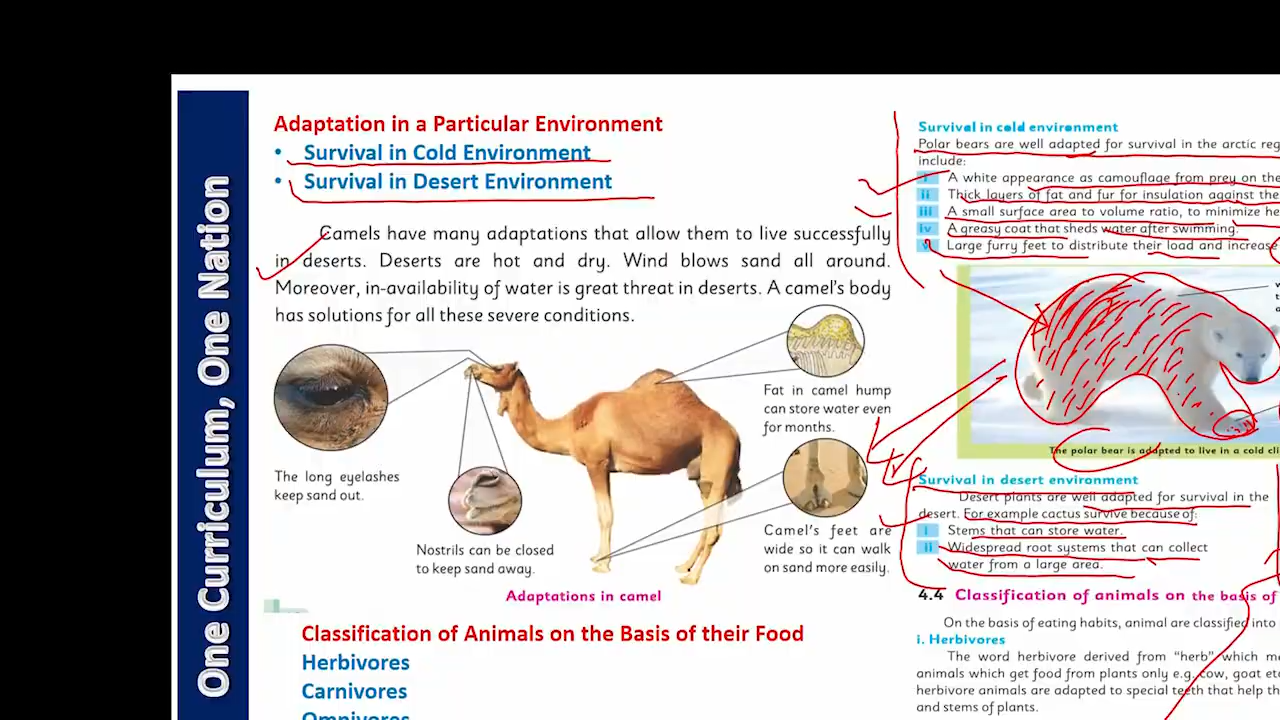 One Curriculum, One Nation
Adaptation in a Particular Environment
• Survival in Cold Environment
• Survival in Desert Environment
Camels have many adaptations that allow them to live successfully
in deserts. Deserts are hot and dry. Wind blows sand all around.
Moreover, in-availability of water is great threat in deserts. A camel's body
has solutions for all these severe conditions.
The long eyelashes
keep sand out.
Nostrils can be closed
to keep sand away.
Fat in camel hump
can store water even
for months.
Camel's feet are
wide so it can walk
on sand more easily.
Adaptations in camel
Classification of Animals on the Basis of their Food
Herbivores
Carnivores
Omnivores
Survival in cold environment
Polar bears are well adapted for survival in the arctic
include:
i A white appearance as camouflage from prey on the
ii Thick layers of fat and fur for insulation against the
iii A small surface area to volume ratio, to minimize
iv A greasy coat that sheds water after swimming.
v Large furry feet to distribute their load and increase
The polar bear is adapted to live in a cold
Survival in desert environment
Desert plants are well adapted for survival in the
desert. For example cactus survive because of:
i Stems that can store water.
ii Widespread root systems that can collect
water from a large area.
4.4 Classification of animals on the basis of
On the basis of eating habits, animal are classified into
i. Herbivores
The word herbivore derived from "herb" which
animals which get food from plants only e.g. cow, goat
herbivore animals are adapted to special teeth that help
and stems of plants.